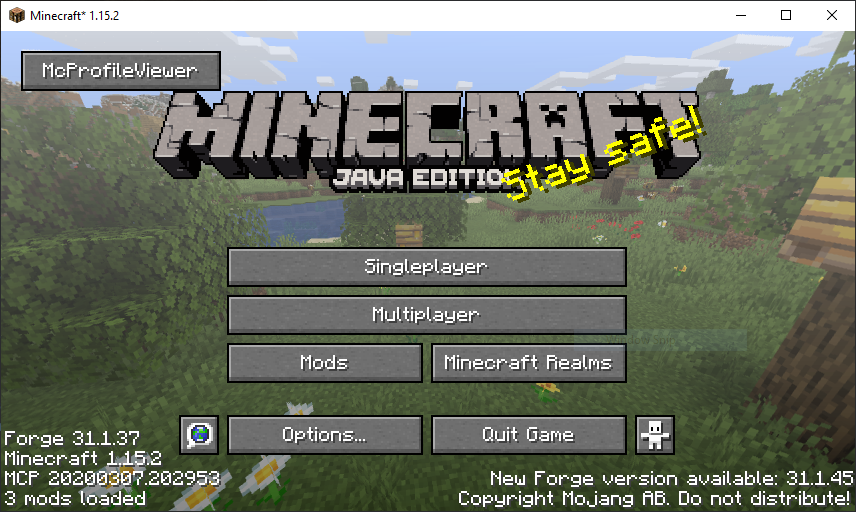 Minecraft* 1.15.2
McProfileViewer
MINECRAFT
JAVA EDITION
Stay safe!
Singleplayer
Multiplayer
Mods
Minecraft Realms
Options...
Quit Game
Forge 31.1.37
Minecraft 1.15.2
MCP 20200307.202953
3 mods loaded
New Forge version available: 31.1.45
Copyright Mojang AB. Do not distribute!